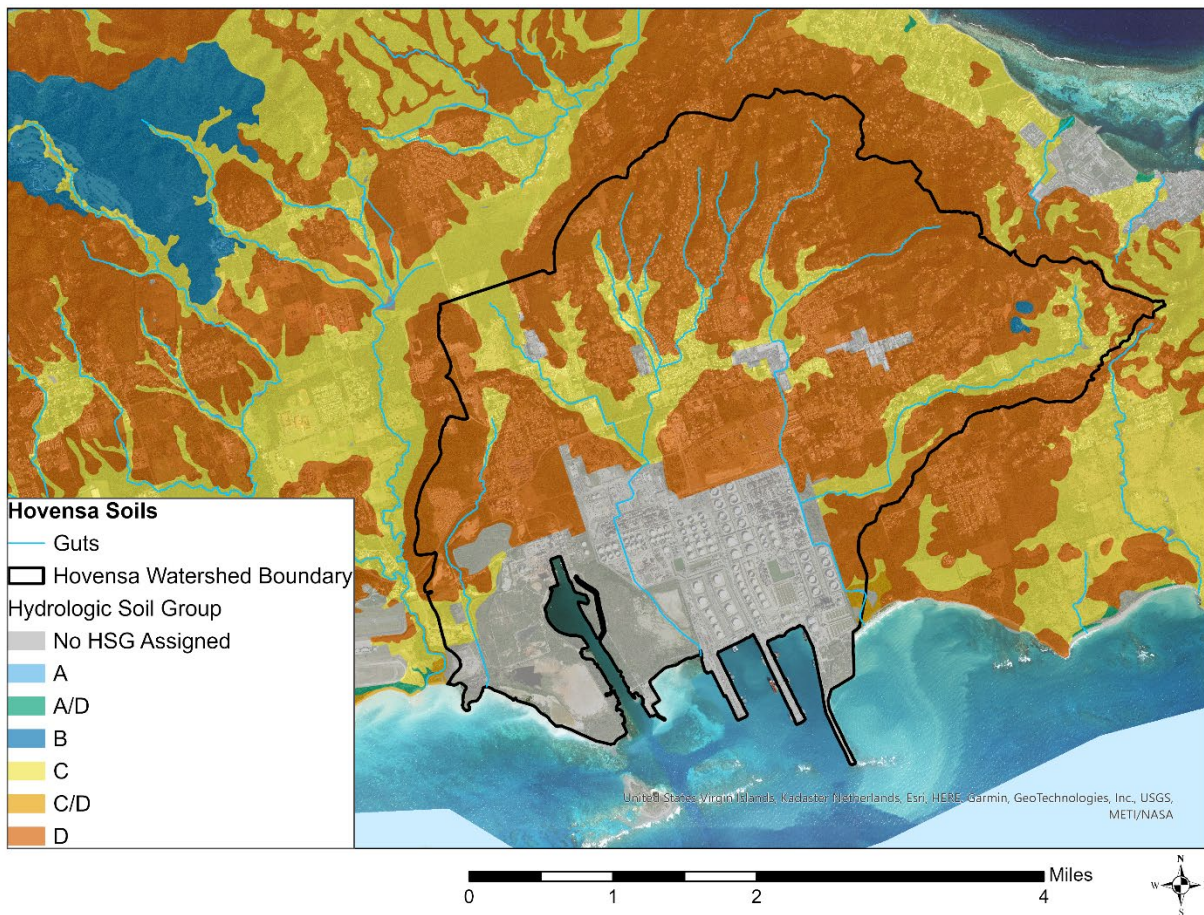 Hovensa Soils
Guts
Hovensa Watershed Boundary
Hydrologic Soil Group
No HSG Assigned
A
A/D
B
C
C/D
D
United States Virgin Islands, Kadaster Netherlands, Esri, HERE, Garmin, GeoTechnologies, Inc., USGS,
METI/NASA
Miles
0 1 2 4
N
W E
S